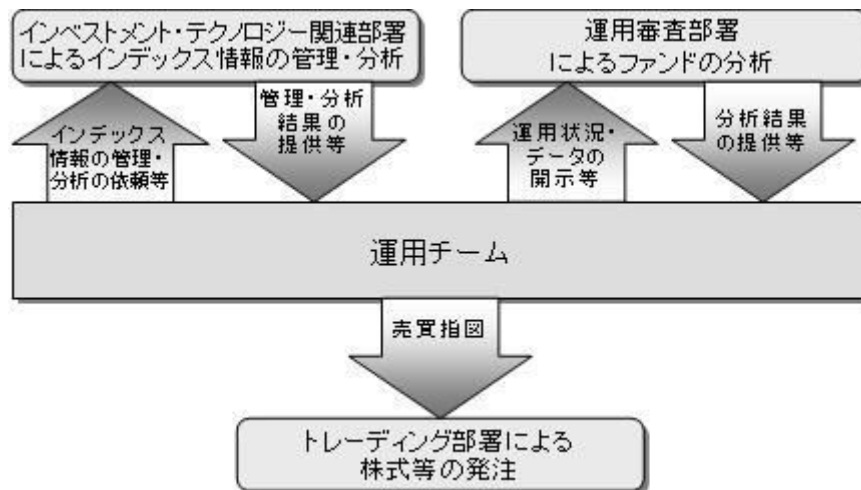 インベストメント・テクノロジー関連部署
によるインデックス情報の管理・分析
運用審査部署
によるファンドの分析
インデックス
情報の管理・
分析の依頼等
管理・分析
結果の
提供等
運用状況・
データの
開示等
分析結果
の提供等
運用チーム
売買指図
トレーディング部署による
株式等の発注